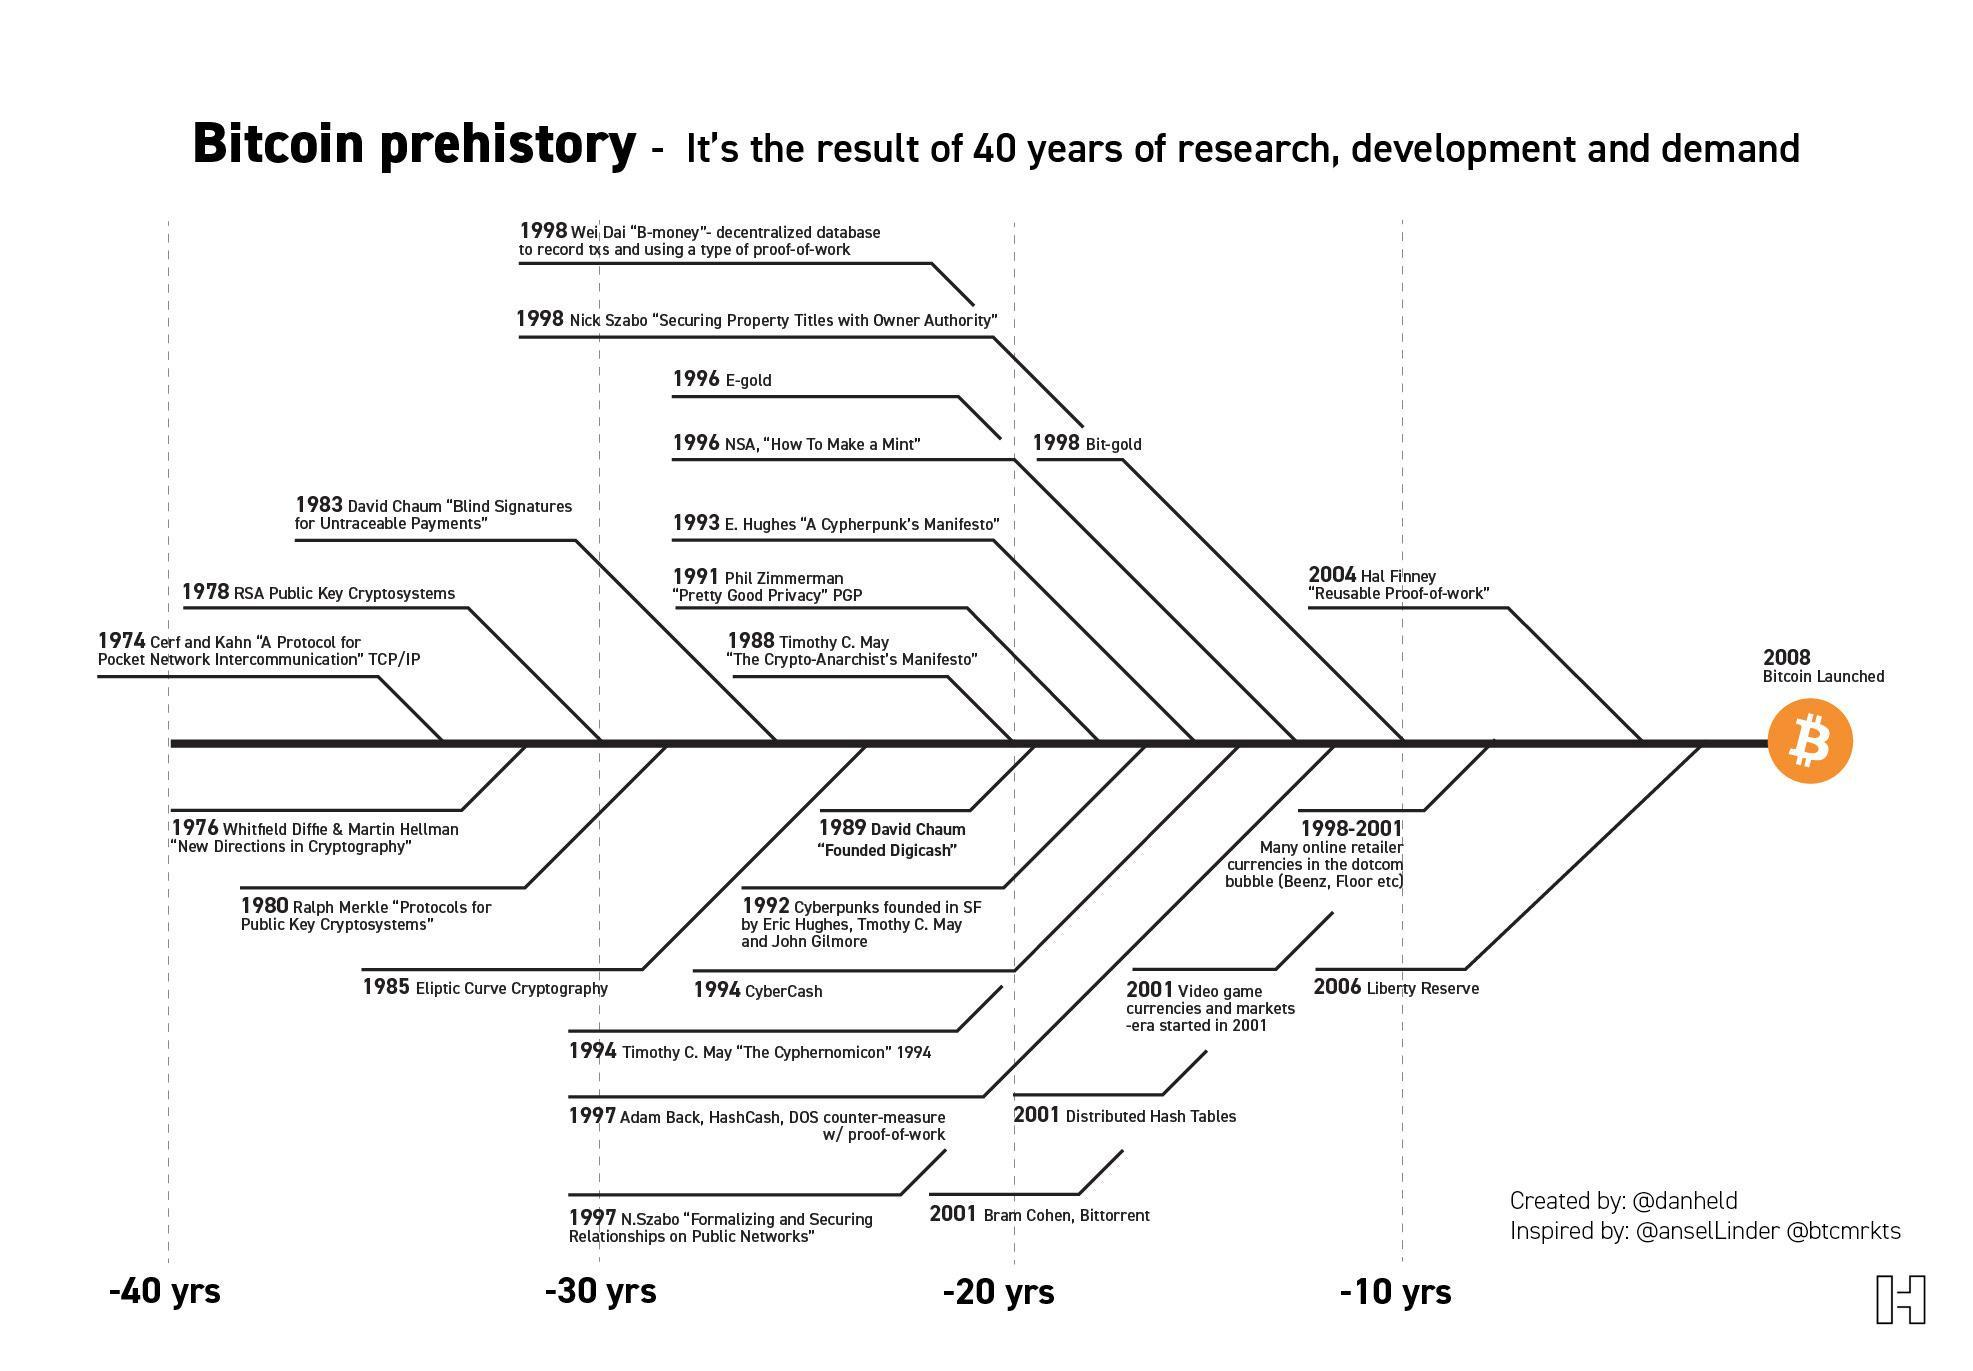 Bitcoin prehistory - It's the result of 40 years of research, development and demand
1998 Wei Dai “B-money”- decentralized database
to record txs and using a type of proof-of-work
1998 Nick Szabo “Securing Property Titles with Owner Authority”
1996 E-gold
1996 NSA, “How To Make a Mint”
1998 Bit-gold
1983 David Chaum “Blind Signatures
for Untraceable Payments”
1993 E. Hughes “A Cypherpunk's Manifesto”
1978 RSA Public Key Cryptosystems
1991 Phil Zimmerman
“Pretty Good Privacy” PGP
2004 Hal Finney
“Reusable Proof-of-work”
1974 Cerf and Kahn “A Protocol for
Pocket Network Intercommunication” TCP/IP
1988 Timothy C. May
“The Crypto-Anarchist's Manifesto”
2008
Bitcoin Launched
1976 Whitfield Diffie & Martin Hellman
“New Directions in Cryptography”
1989 David Chaum
“Founded Digicash”
1998-2001
Many online retailer
currencies in the dotcom
bubble (Beenz, Floor etc)
1980 Ralph Merkle “Protocols for
Public Key Cryptosystems”
1992 Cyberpunks founded in SF
by Eric Hughes, Tmothy C. May
and John Gilmore
1985 Eliptic Curve Cryptography
1994 CyberCash
2001 Video game
currencies and markets
-era started in 2001
2006 Liberty Reserve
1994 Timothy C. May “The Cyphernomicon” 1994
1997 Adam Back, HashCash, DOS counter-measure
w/ proof-of-work
2001 Distributed Hash Tables
1997 N.Szabo “Formalizing and Securing
Relationships on Public Networks”
2001 Bram Cohen, Bittorrent
Created by: @danheld
Inspired by: @anselLinder @btcmrkts
-40 yrs
-30 yrs
-20 yrs
-10 yrs